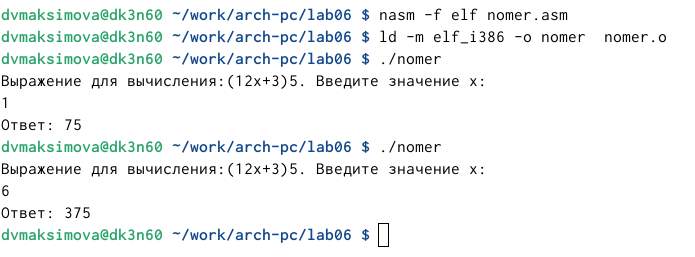 dvmaksimova@dk3n60 ~/work/arch-pc/lab06 $ nasm -f elf nomer.asm
dvmaksimova@dk3n60 ~/work/arch-pc/lab06 $ ld -m elf_i386 -o nomer  nomer.o
dvmaksimova@dk3n60 ~/work/arch-pc/lab06 $ ./nomer
Выражение для вычисления:(12x+3)5. Введите значение x:
1
Ответ: 75
dvmaksimova@dk3n60 ~/work/arch-pc/lab06 $ ./nomer
Выражение для вычисления:(12x+3)5. Введите значение x:
6
Ответ: 375
dvmaksimova@dk3n60 ~/work/arch-pc/lab06 $